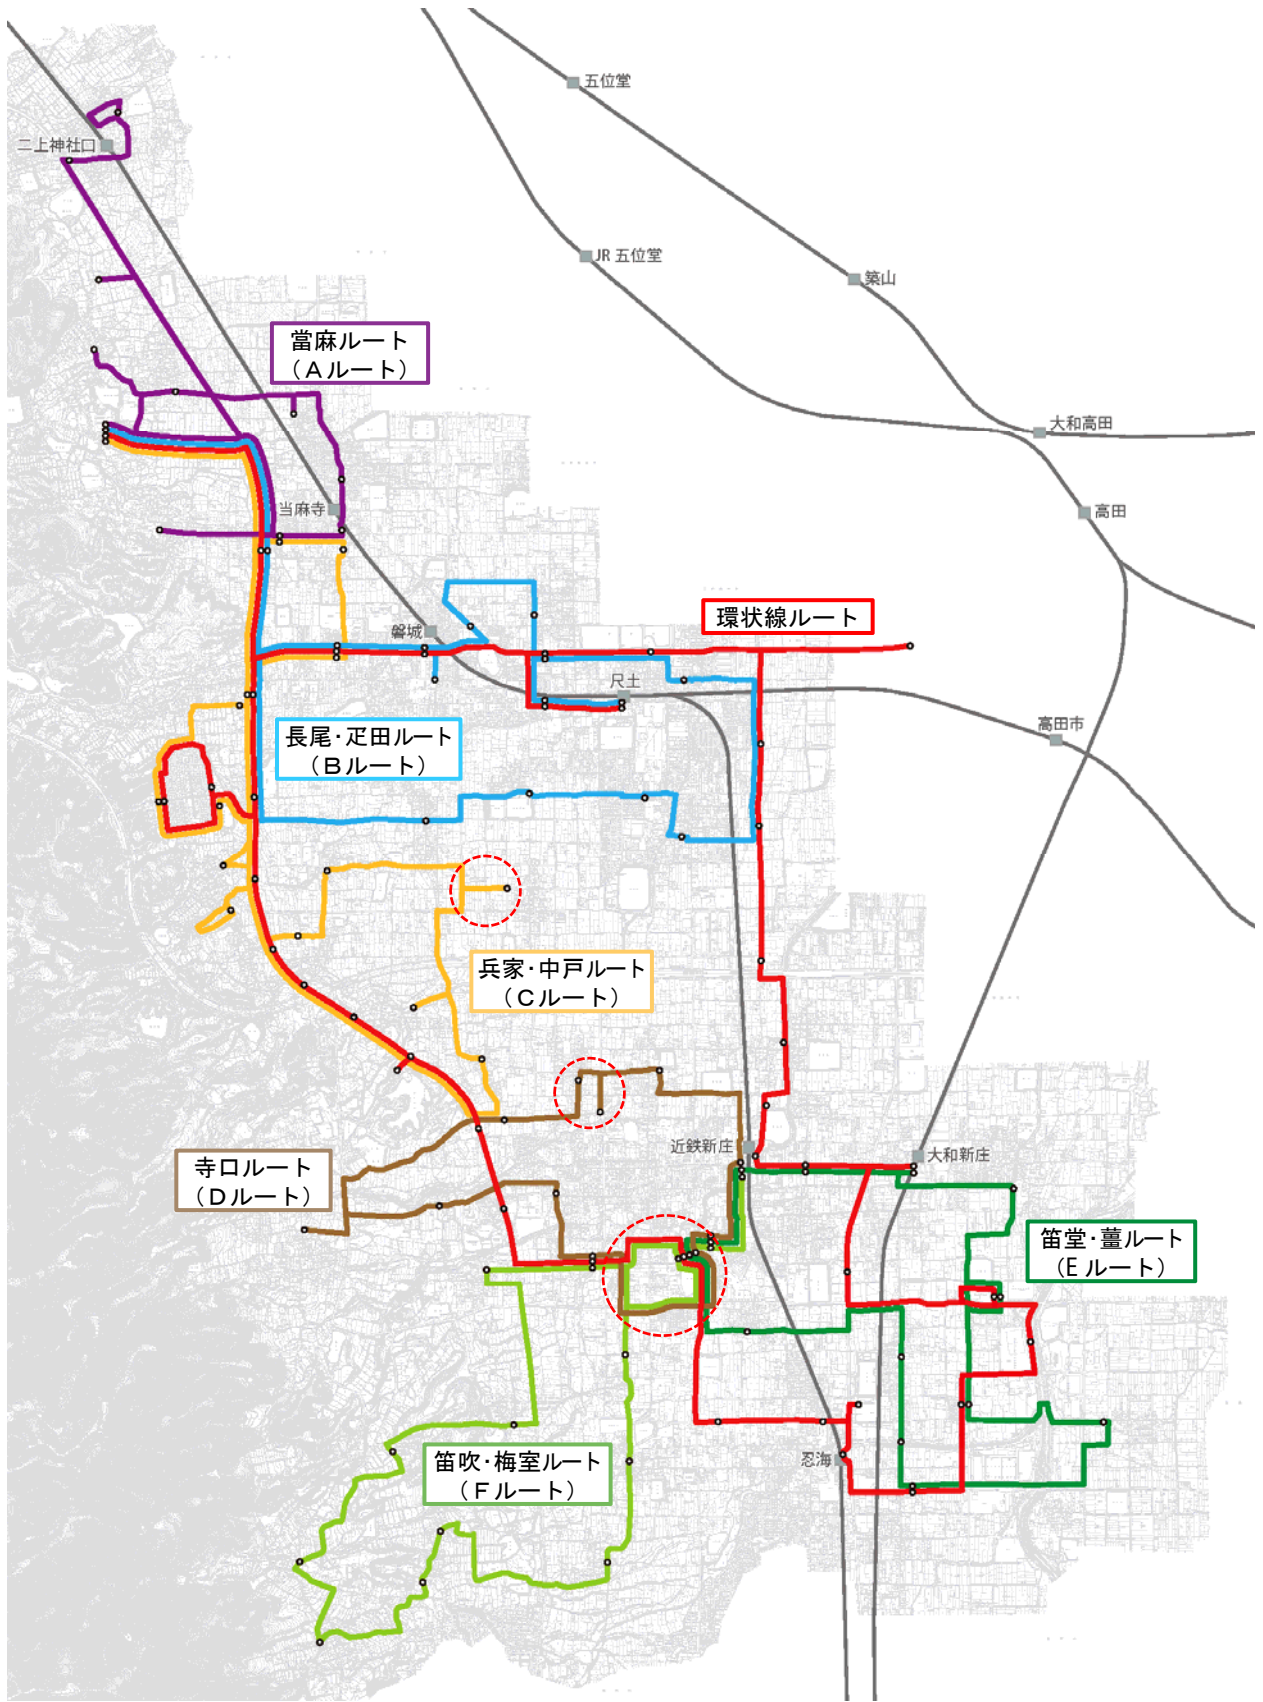 五位堂
二上神社口
JR 五位堂
築山
當麻ルート
（Aルート）
大和高田
当麻寺
高田
環状線ルート
磐城
尺土
高田市
長尾・疋田ルート
（Bルート）
兵家・中戸ルート
（Cルート）
近鉄新庄
大和新庄
寺口ルート
（Dルート）
笛堂・薑ルート
（Eルート）
忍海
笛吹・梅室ルート
（Fルート）